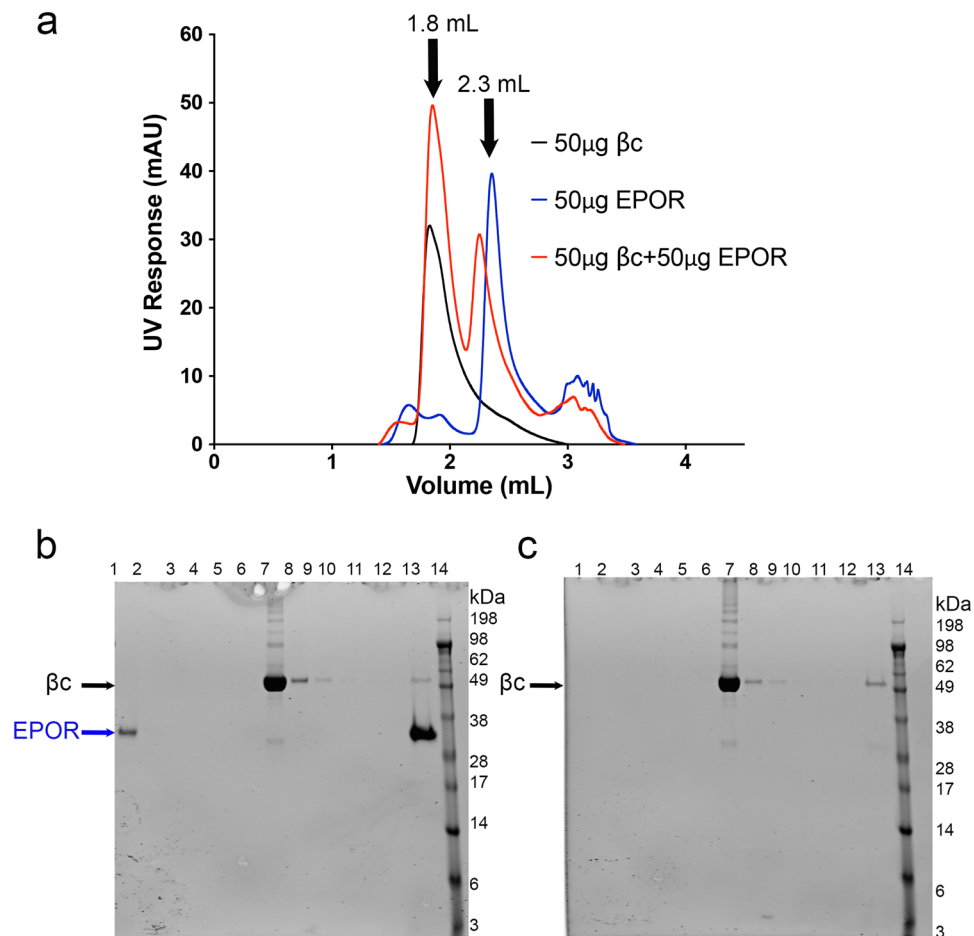 a
1.8 mL
2.3 mL
60
50
40
30
20
10
0
UV Response (mAU)
50µg βc
50µg EPOR
50µg βc+50µg EPOR
0 1 2 3 4
Volume (mL)
b
1 2 3 4 5 6 7 8 9 10 11 12 13 14
kDa
198
98
62
49
38
28
17
14
6
3
βc
EPOR
c
1 2 3 4 5 6 7 8 9 10 11 12 13 14
kDa
198
98
62
49
38
28
17
14
6
3
βc